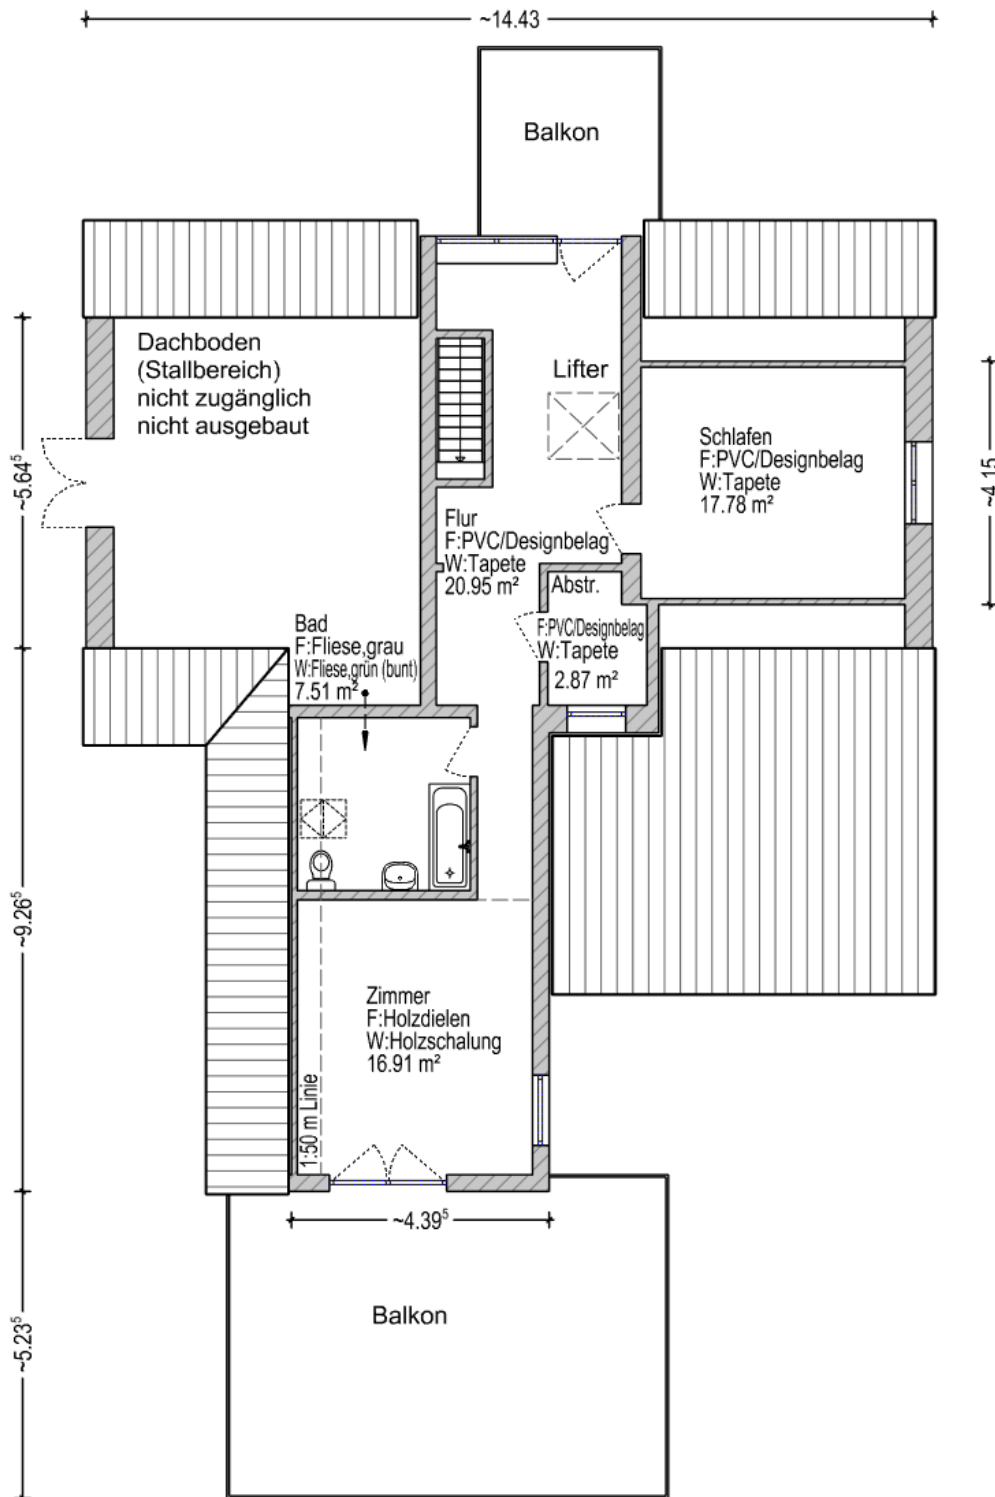 ~14.43
Balkon
Dachboden
(Stallbereich)
nicht zugänglich
nicht ausgebaut
Lifter
Schlafen
F:PVC/Designbelag
W:Tapete
17.78 m²
~5.64⁵
~4.15
Flur
F:PVC/Designbelag
W:Tapete
20.95 m²
Abstr.
F:PVC/Designbelag
W:Tapete
2.87 m²
Bad
F:Fliese,grau
W:Fliese,grün (bunt)
7.51 m²
~9.26⁵
Zimmer
F:Holzdielen
W:Holzschalung
16.91 m²
1:50 m Linie
~4.39⁵
Balkon
~5.23⁵